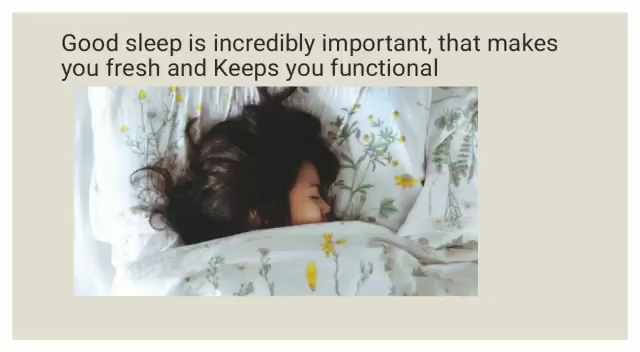 Good sleep is incredibly important, that makes
you fresh and Keeps you functional